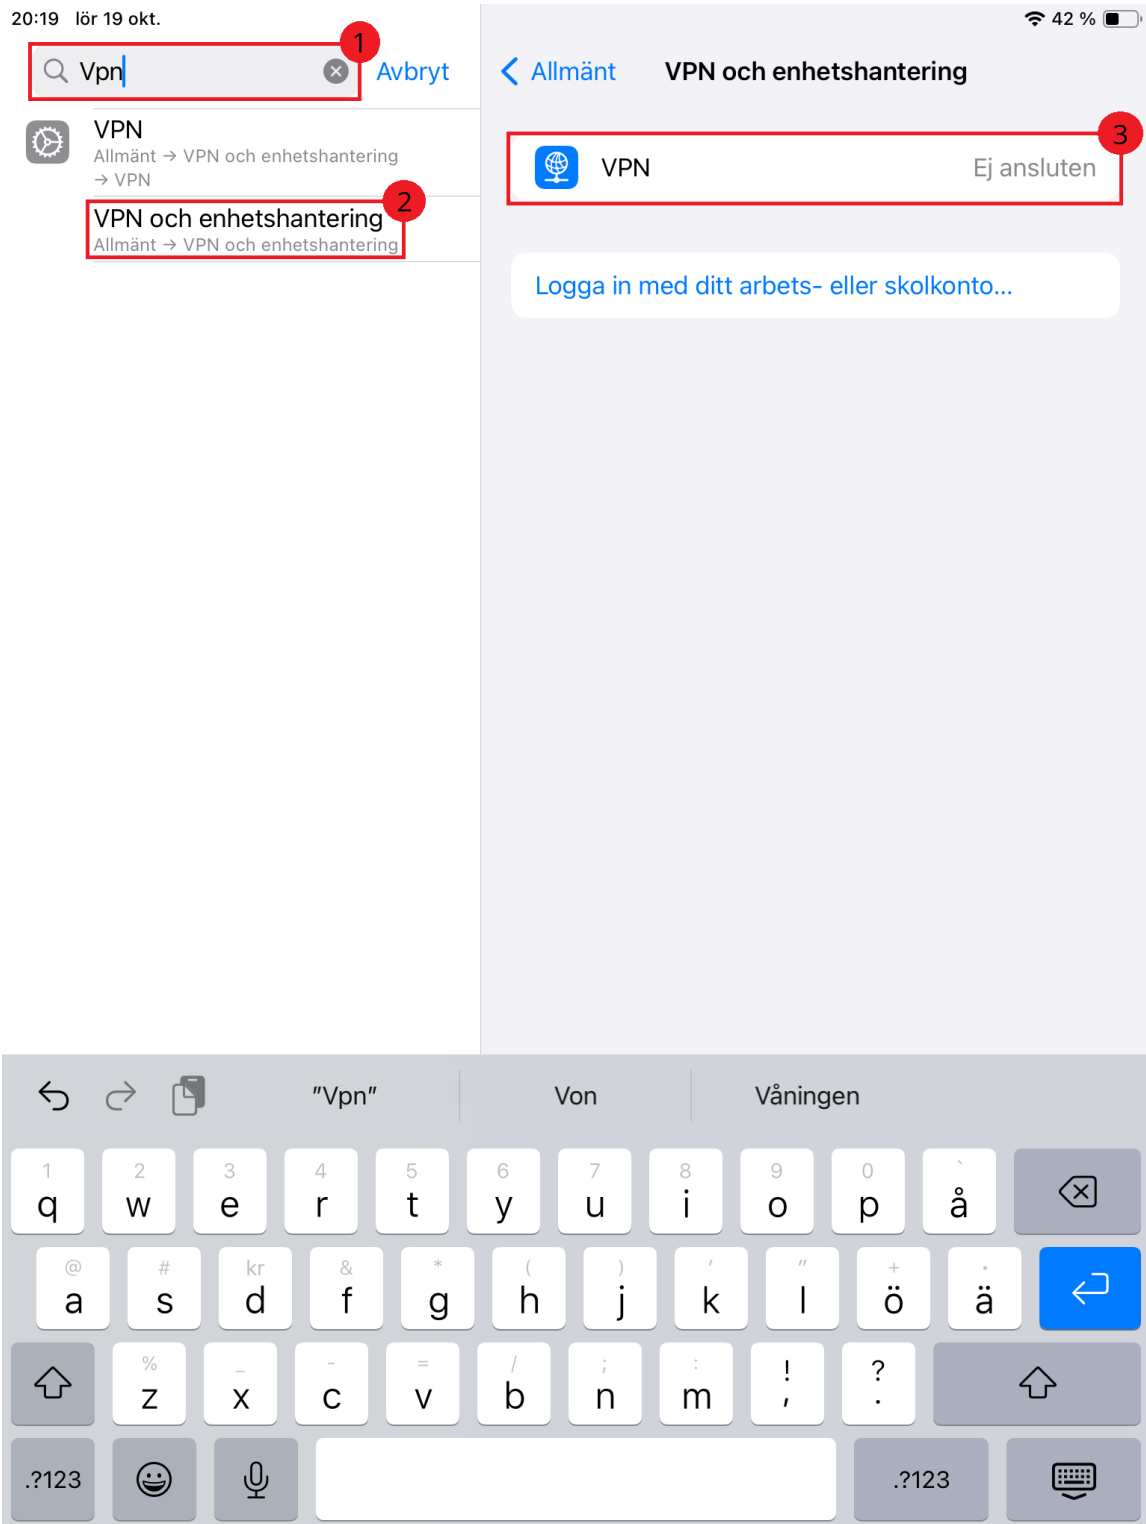 20:19 lör 19 okt.
42 %
1
Vpn
Avbryt
VPN
Allmänt → VPN och enhetshantering
→ VPN
2
VPN och enhetshantering
Allmänt → VPN och enhetshantering
Allmänt
VPN och enhetshantering
3
VPN
Ej ansluten
Logga in med ditt arbets- eller skolkonto...
"Vpn" Von Våningen
1 2 3 4 5 6 7 8 9 0 `
q w e r t y u i o p å
@ # kr & * ( ) ' " + •
a s d f g h j k l ö ä
% _ - = / ; : ! ?
z x c v b n m , .
.?123 .?123